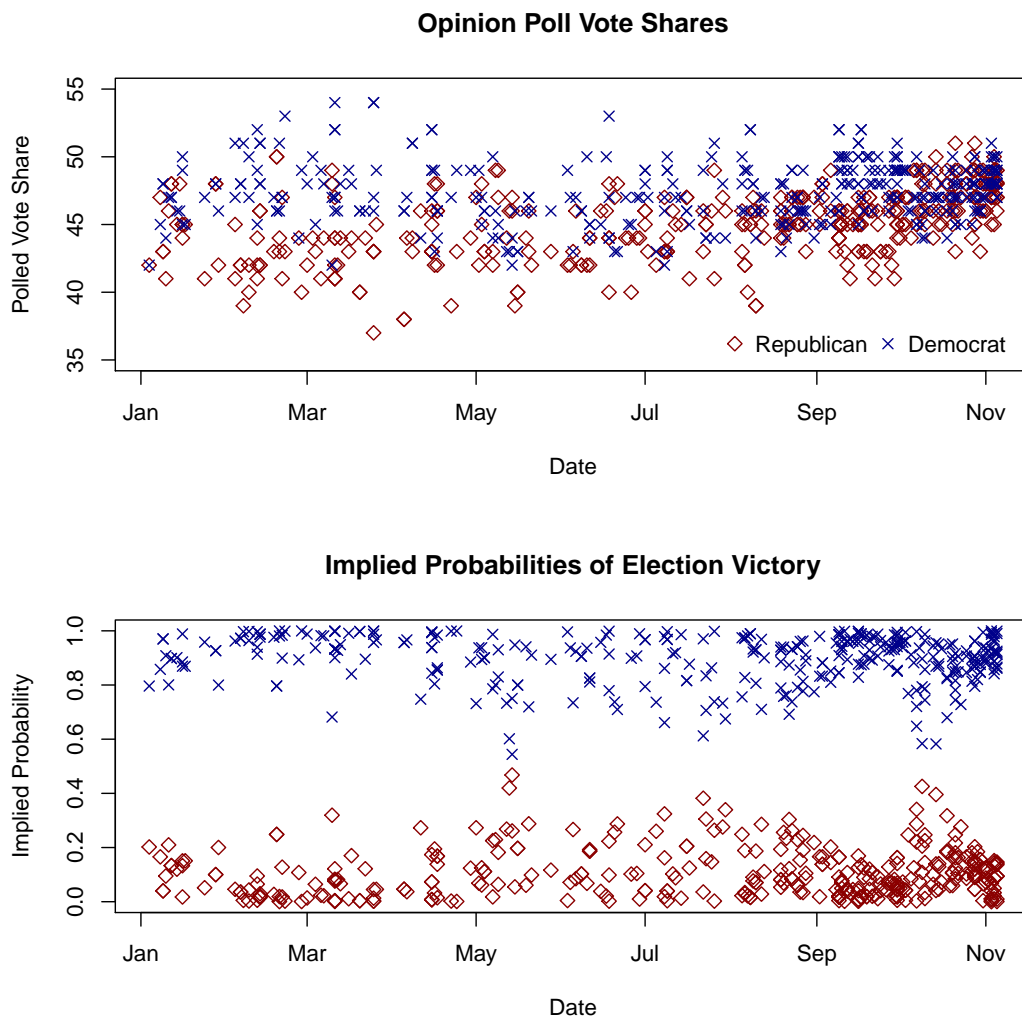 Opinion Poll Vote Shares
Polled Vote Share
55
50
45
40
35
Republican Democrat
Jan Mar May Jul Sep Nov
Date
Implied Probabilities of Election Victory
Implied Probability
1.0
0.8
0.6
0.4
0.2
0.0
Jan Mar May Jul Sep Nov
Date